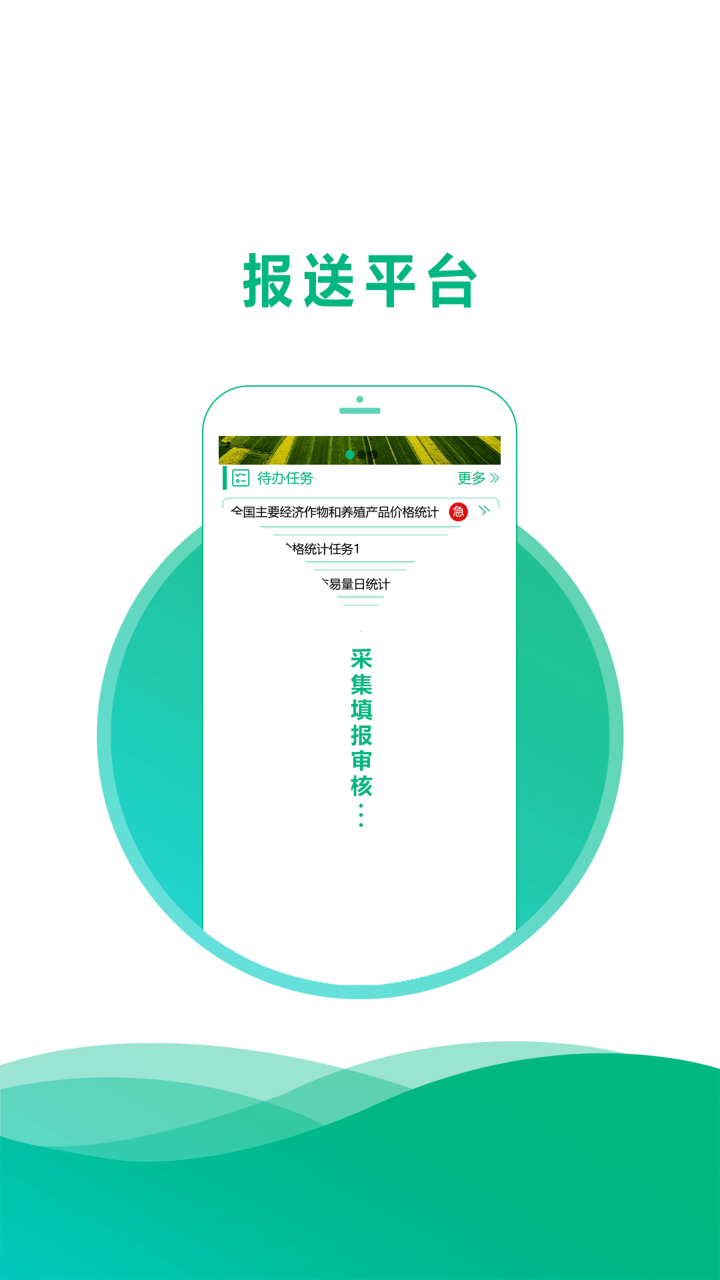 报送平台
待办任务 更多
全国主要经济作物和养殖产品价格统计 急
格统计任务1
易量日统计
采集填报审核…